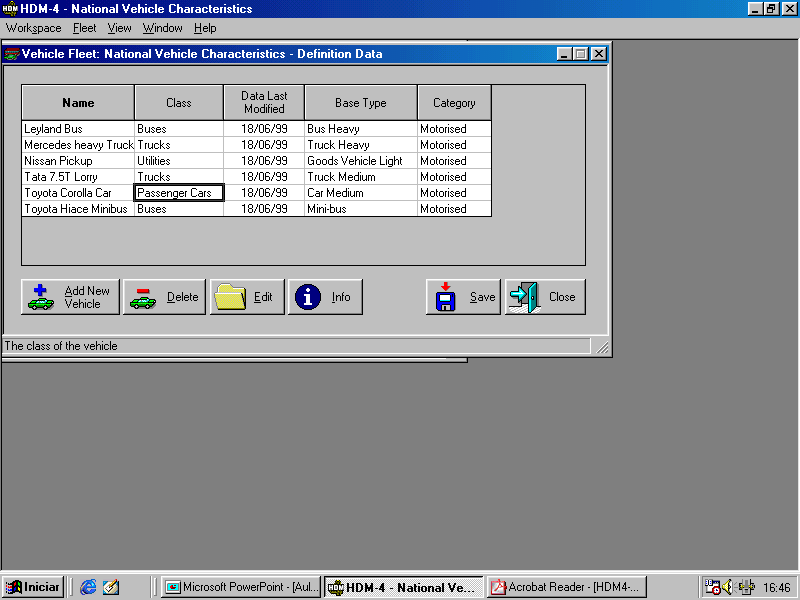 HDM-4 - National Vehicle Characteristics
Workspace Fleet View Window Help
Vehicle Fleet: National Vehicle Characteristics - Definition Data
Name Class Data Last Modified Base Type Category
Leyland Bus Buses 18/06/99 Bus Heavy Motorised
Mercedes heavy Truck Trucks 18/06/99 Truck Heavy Motorised
Nissan Pickup Utilities 18/06/99 Goods Vehicle Light Motorised
Tata 7.5T Lorry Trucks 18/06/99 Truck Medium Motorised
Toyota Corolla Car Passenger Cars 18/06/99 Car Medium Motorised
Toyota Hiace Minibus Buses 18/06/99 Mini-bus Motorised
Add New Vehicle Delete Edit Info Save Close
The class of the vehicle
Iniciar Microsoft PowerPoint - [Aul... HDM-4 - National Ve... Acrobat Reader - [HDM4-... 16:46